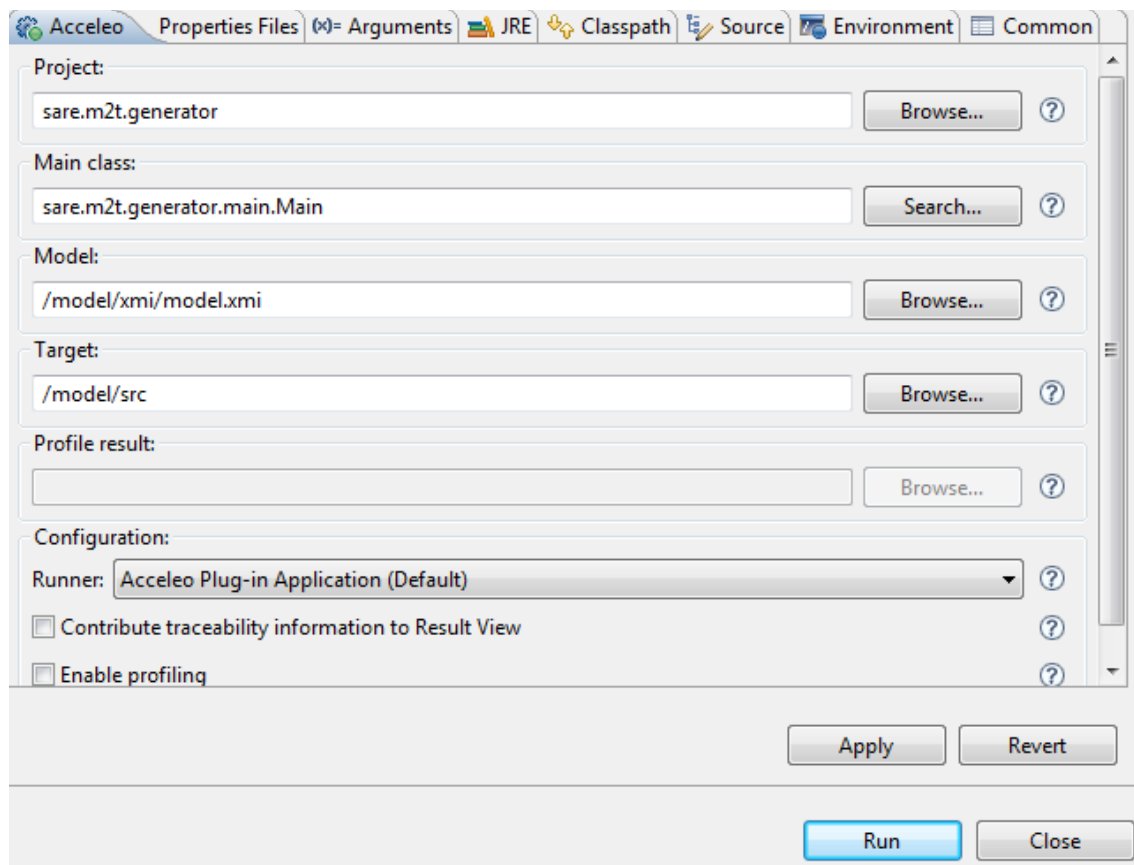 Acceleo Properties Files (x)= Arguments JRE Classpath Source Environment Common
Project:
sare.m2t.generator Browse...
Main class:
sare.m2t.generator.main.Main Search...
Model:
/model/xmi/model.xmi Browse...
Target:
/model/src Browse...
Profile result:
Browse...
Configuration:
Runner: Acceleo Plug-in Application (Default)
Contribute traceability information to Result View
Enable profiling
Apply Revert
Run Close